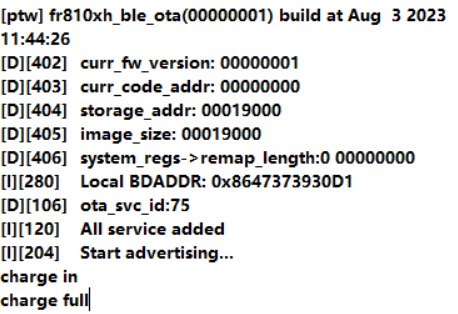 [ptw] fr810xh_ble_ota(00000001) build at Aug  3 2023
11:44:26
[D][402]   curr_fw_version: 00000001
[D][403]   curr_code_addr: 00000000
[D][404]   storage_addr: 00019000
[D][405]   image_size: 00019000
[D][406]   system_regs->remap_length:0 00000000
[I][280]    Local BDADDR: 0x8647373930D1
[D][106]   ota_svc_id:75
[I][120]    All service added
[I][204]    Start advertising...
charge in
charge full